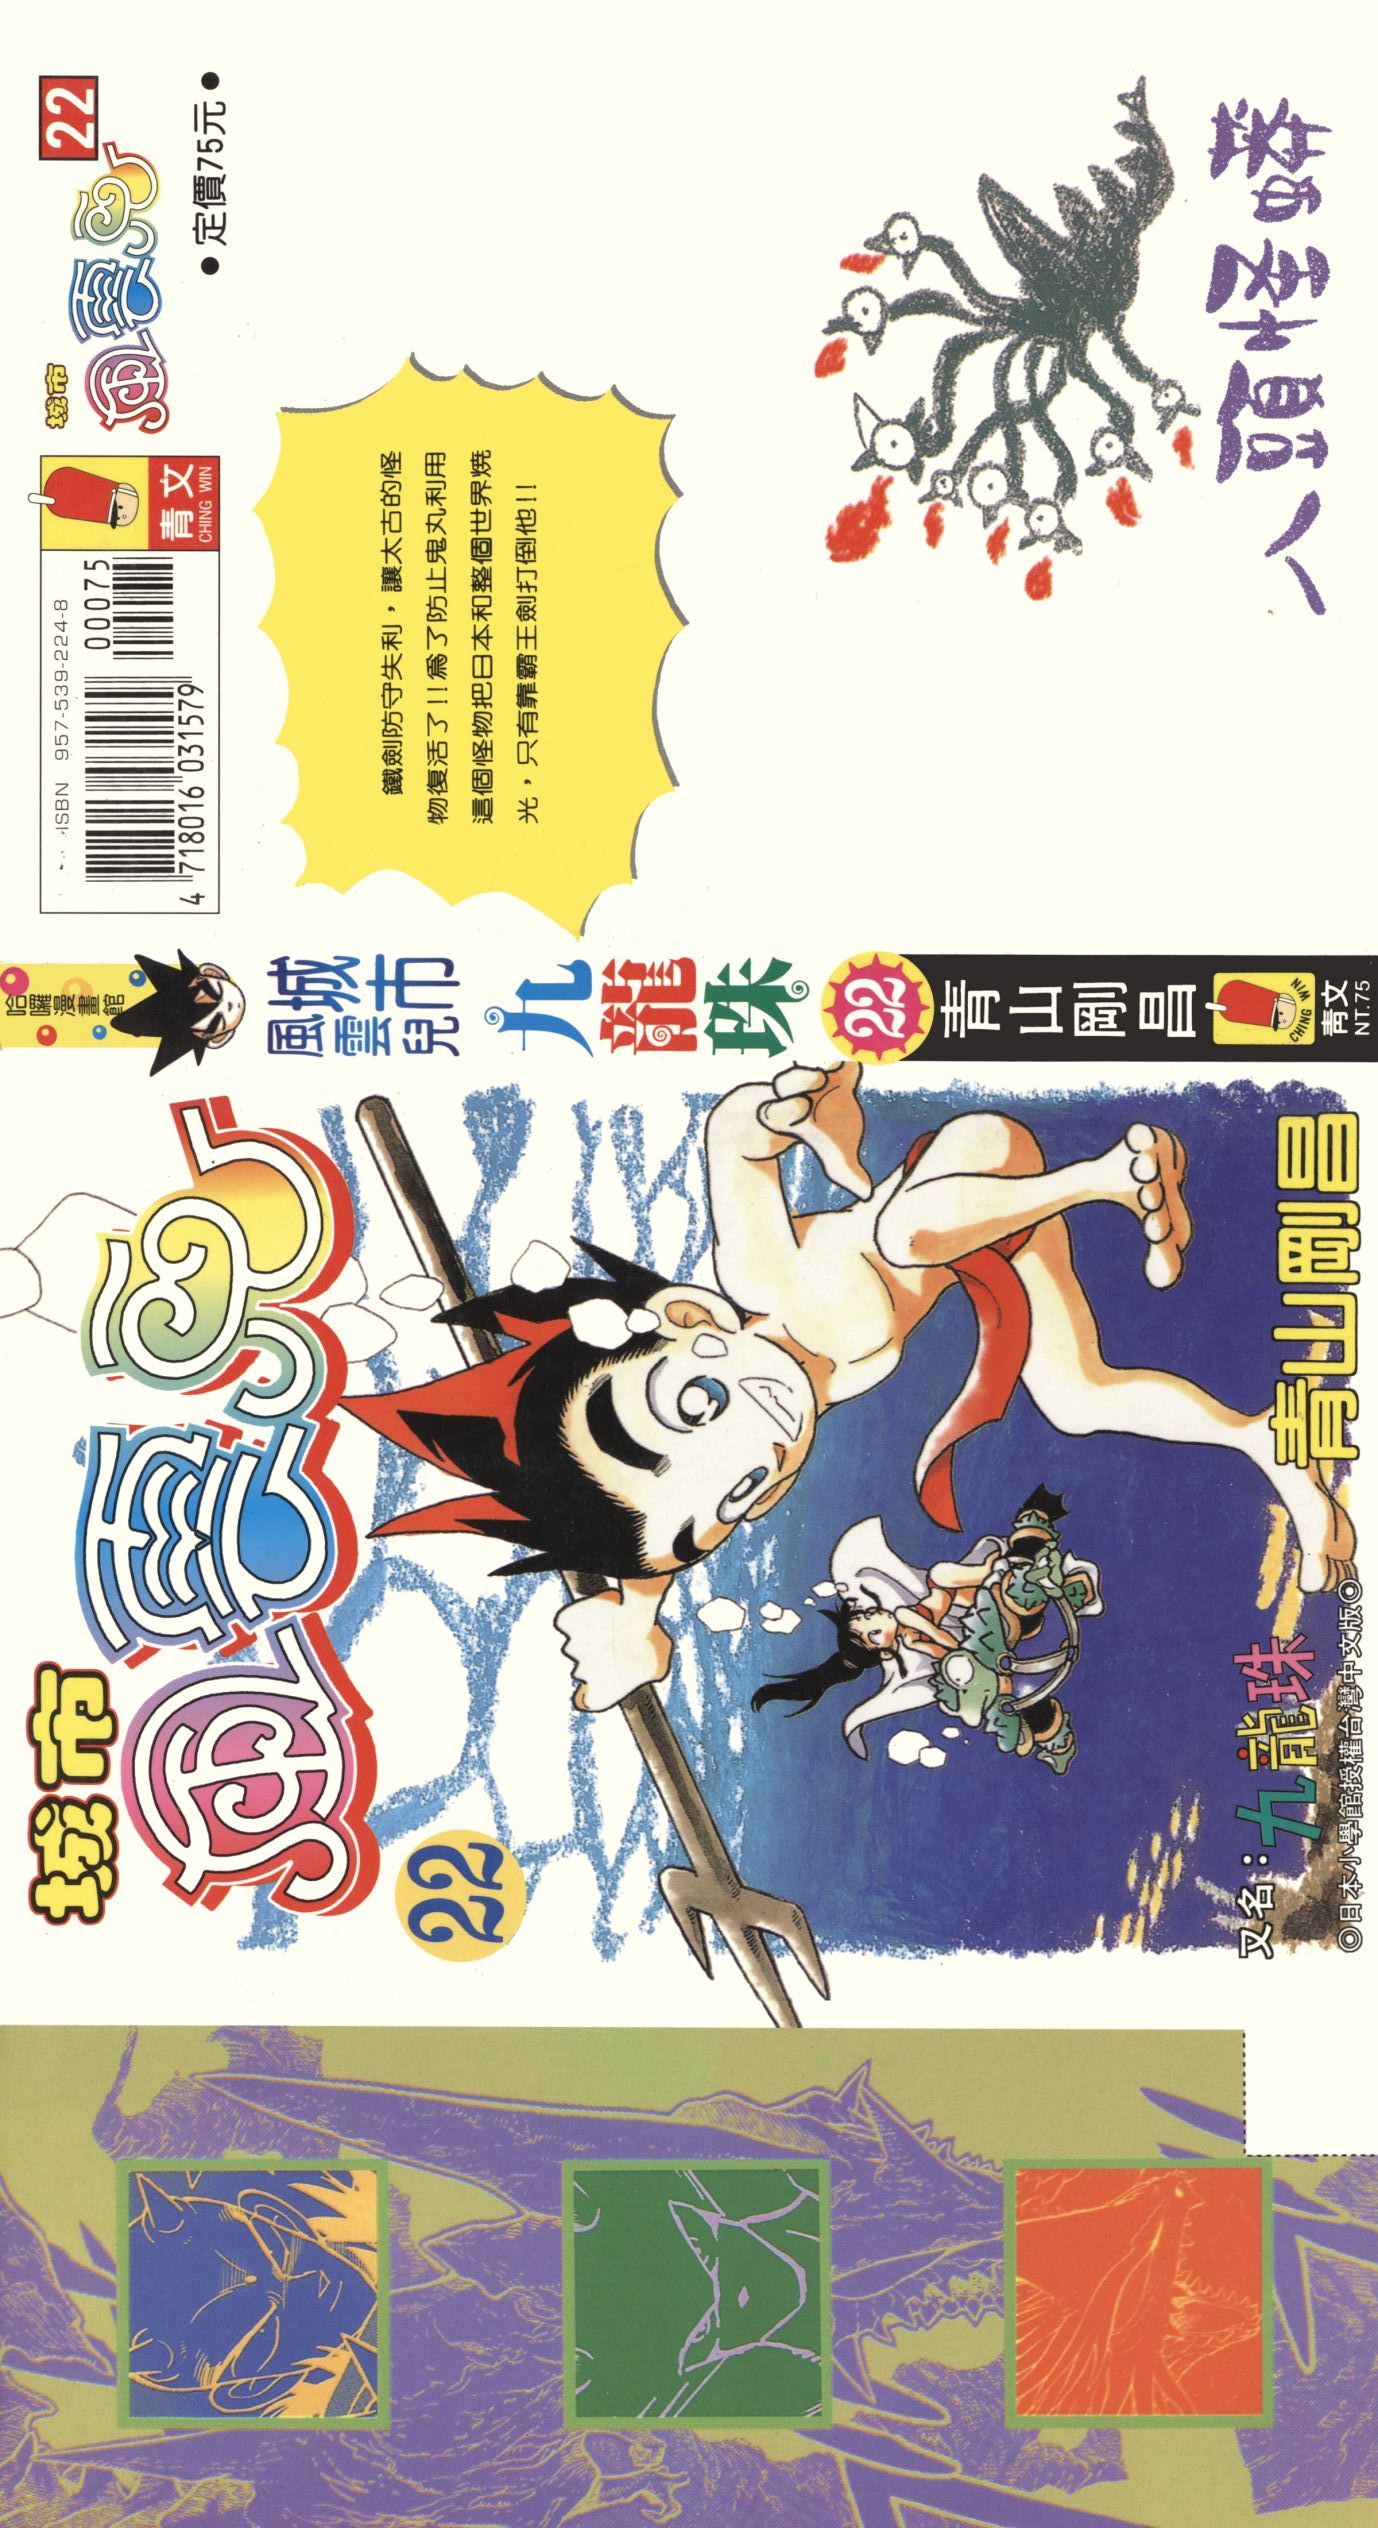 22
城市
風雲兒
●定價75元●
青文
CHING WIN
ISBN 957-539-224-8
00075
4 718016 031579
鐵劍防守失利，讓太古的怪
物復活了!!為了防止鬼丸利用
這個怪物把日本和整個世界燒
光，只有靠霸王劍打倒他!!
八頭怪蛇
哈囉漫畫館
城市
風雲兒
九龍珠
22
青山剛昌
CHING WIN
青文
NT.75
城市
風雲兒
22
青山剛昌
又名：九龍珠
◎日本小學館授權台灣中文版◎